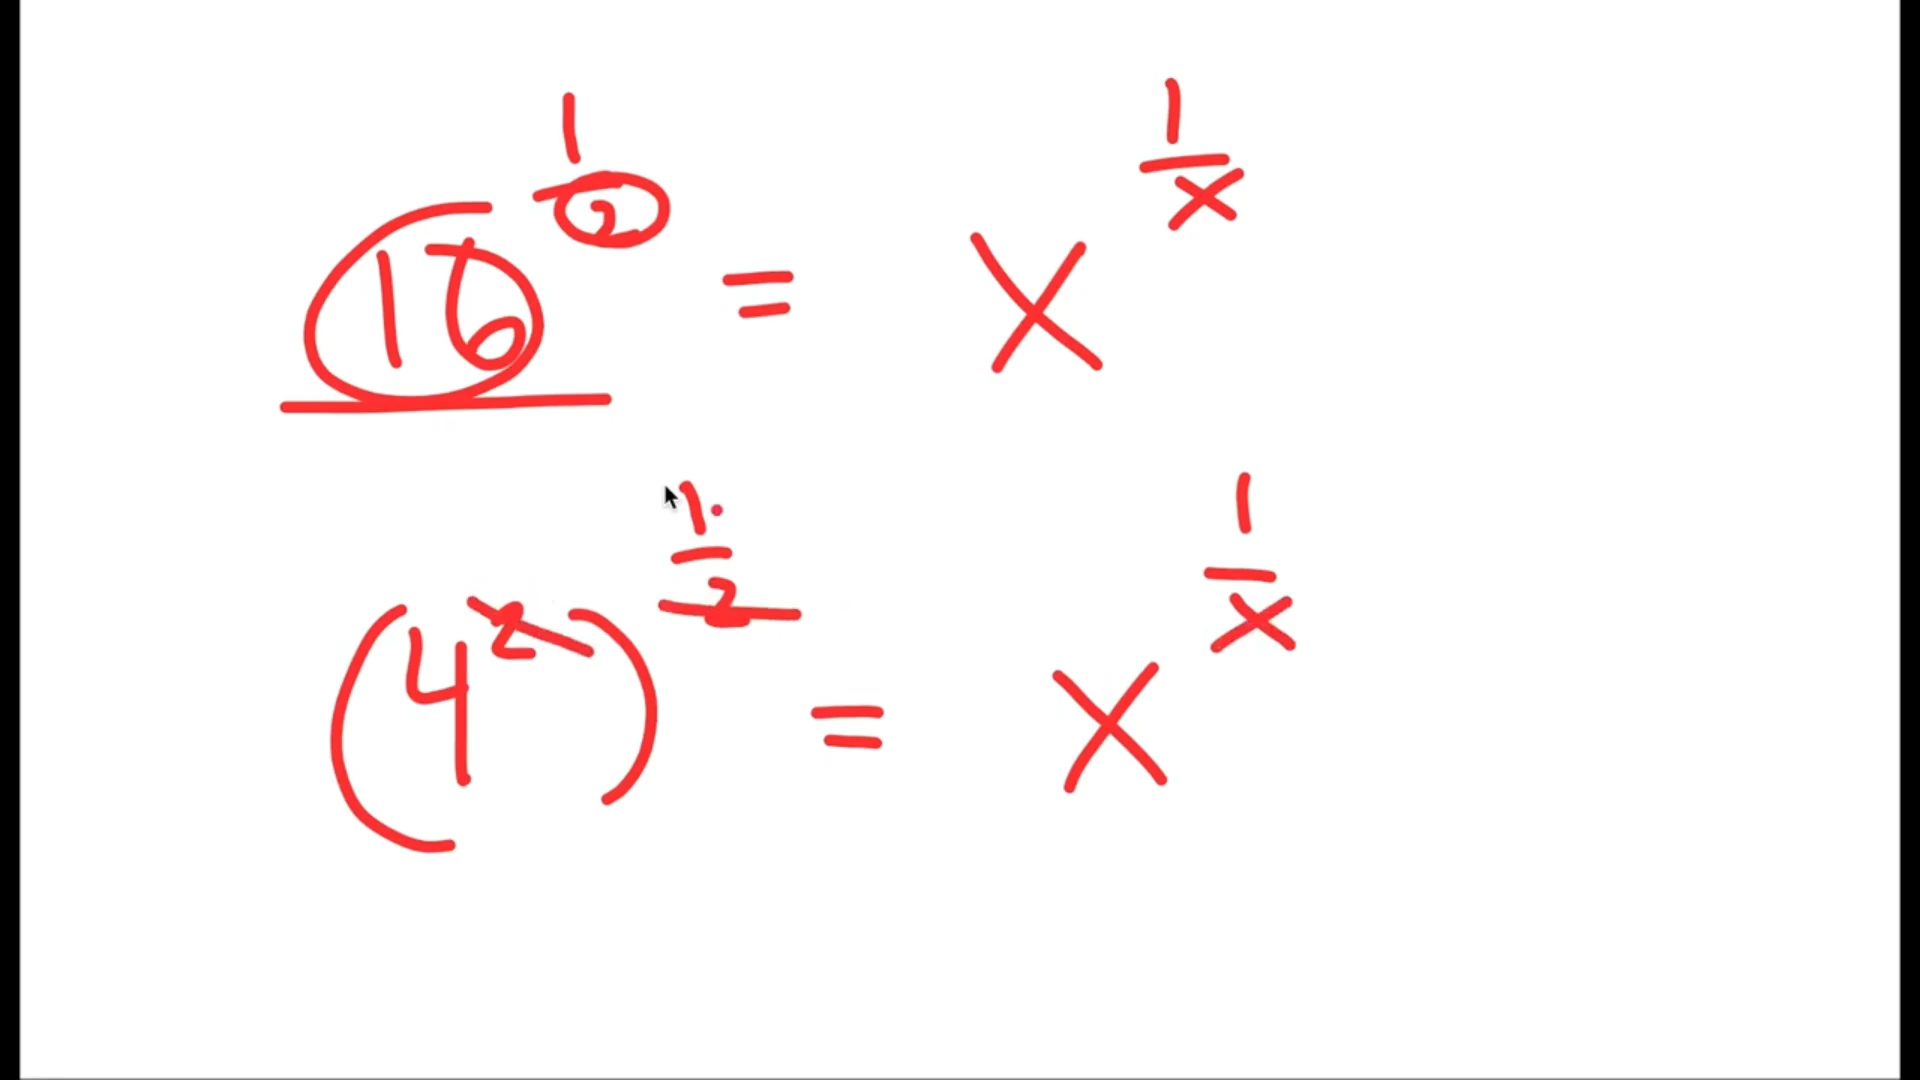 16^(1/2) = x^(1/x)
(4^2)^(1/2) = x^(1/x)